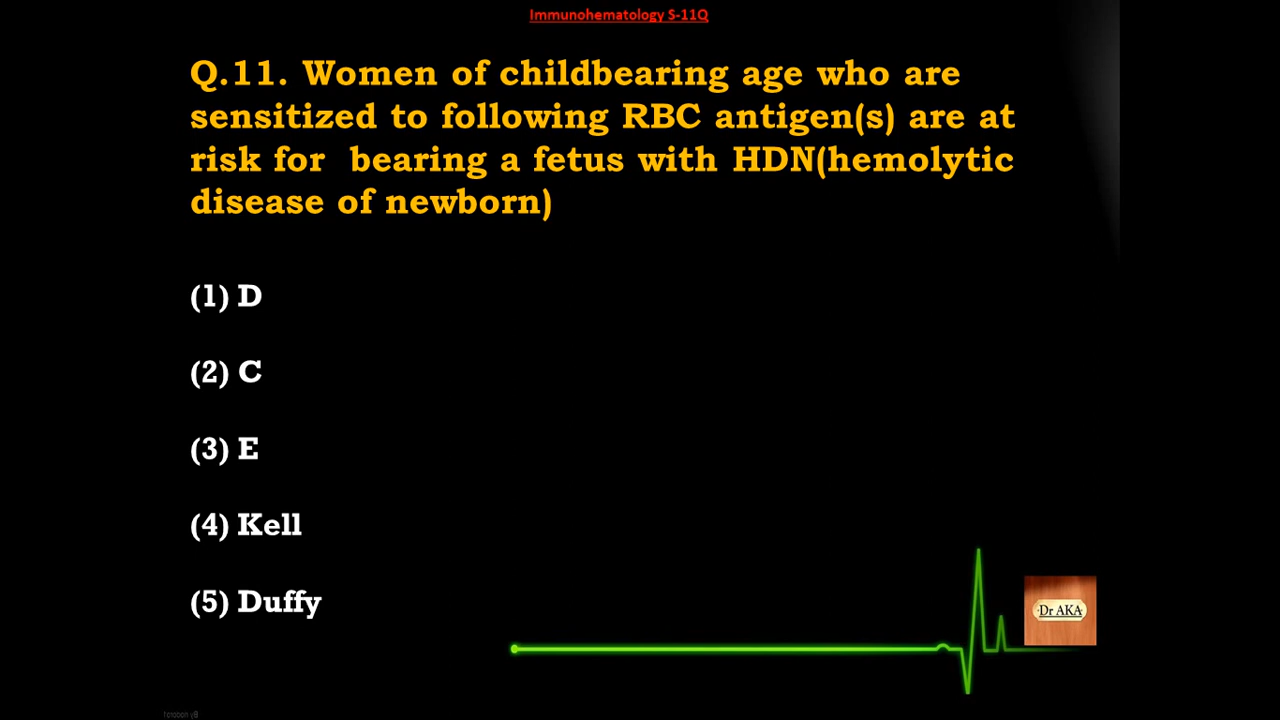 Immunohematology S-11Q
Q.11. Women of childbearing age who are
sensitized to following RBC antigen(s) are at
risk for bearing a fetus with HDN(hemolytic
disease of newborn)
(1) D
(2) C
(3) E
(4) Kell
(5) Duffy
Dr AKA